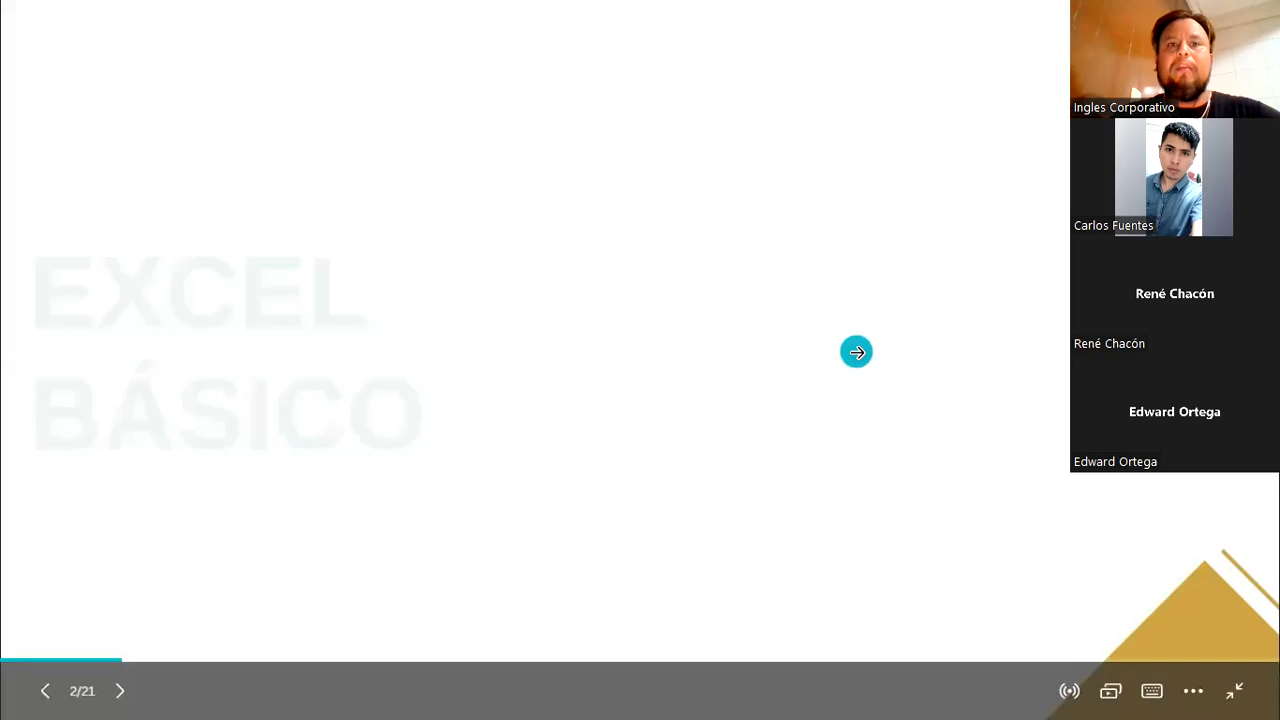 EXCEL
BÁSICO
Ingles Corporativo
Carlos Fuentes
René Chacón
René Chacón
Edward Ortega
Edward Ortega
2/21